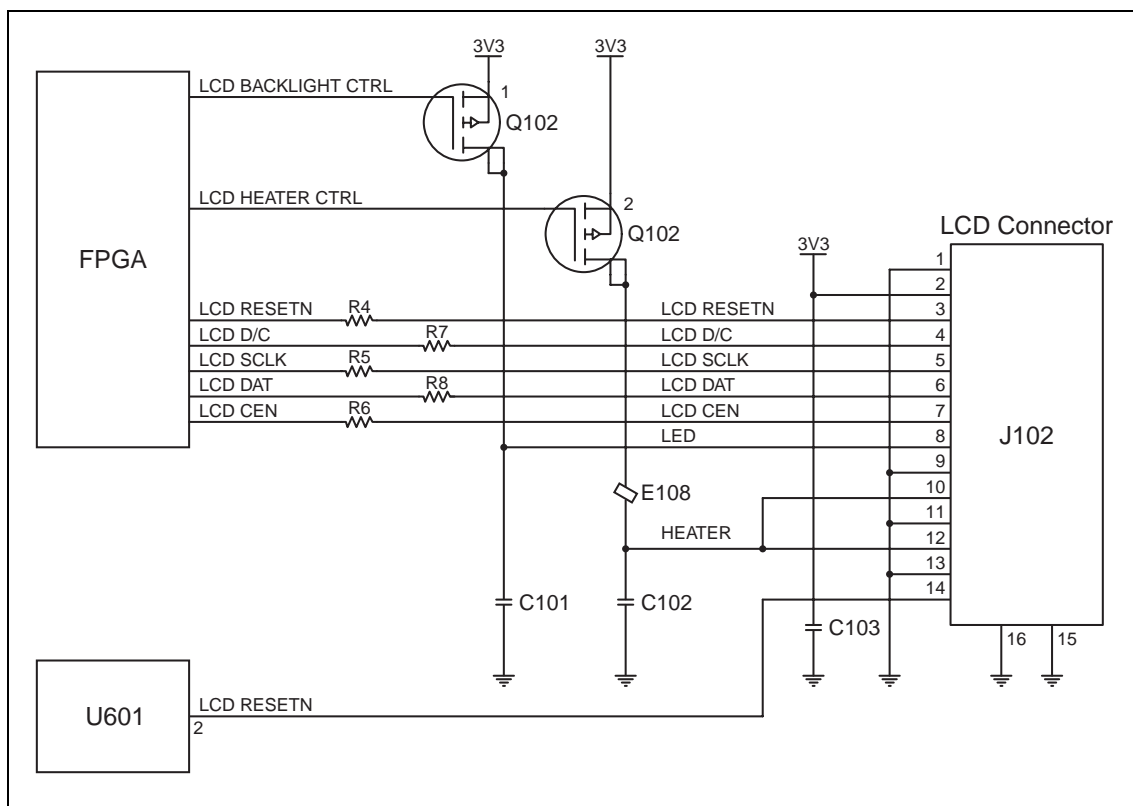 3V3 3V3
LCD BACKLIGHT CTRL
1
Q102
LCD HEATER CTRL
2
Q102
FPGA
LCD Connector
3V3
1
2
LCD RESETN R4 LCD RESETN 3
LCD D/C R7 LCD D/C 4
LCD SCLK R5 LCD SCLK 5
LCD DAT R8 LCD DAT 6
LCD CEN R6 LCD CEN 7
LED 8
J102
9
E108 10
11
HEATER 12
13
14
C101 C102 C103
16 15
U601
LCD RESETN
2